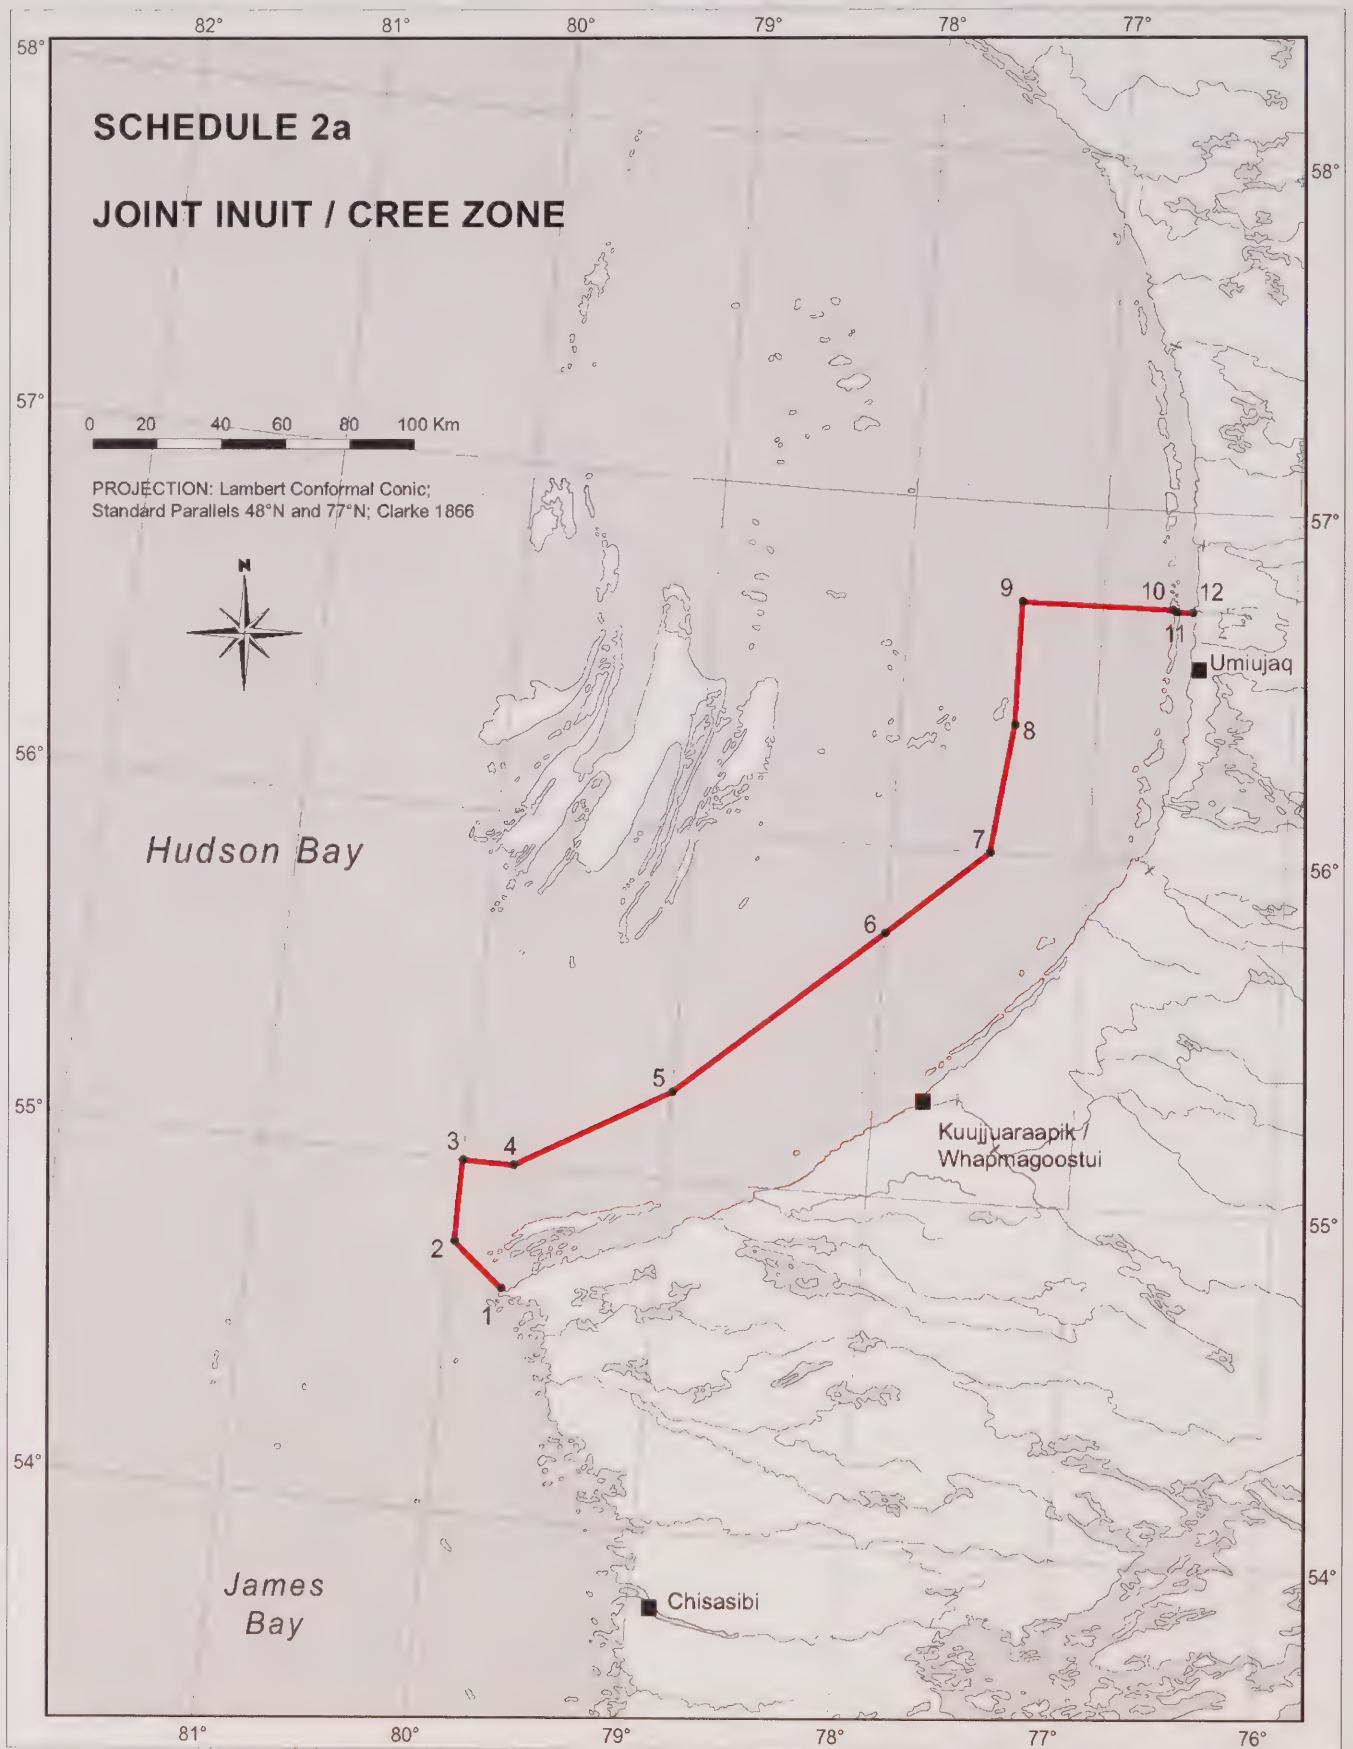 82° 81° 80° 79° 78° 77°
58°
SCHEDULE 2a
58°
JOINT INUIT / CREE ZONE
57°
0 20 40 60 80 100 Km
PROJECTION: Lambert Conformal Conic;
Standard Parallels 48°N and 77°N; Clarke 1866
57°
N
9 10 12
11
Umiujaq
8
56°
Hudson Bay
7
56°
6
5
55°
Kuujjuaraapik /
Whapmagoostui
3 4
55°
2
1
54°
54°
James
Bay
Chisasibi
81° 80° 79° 78° 77° 76°